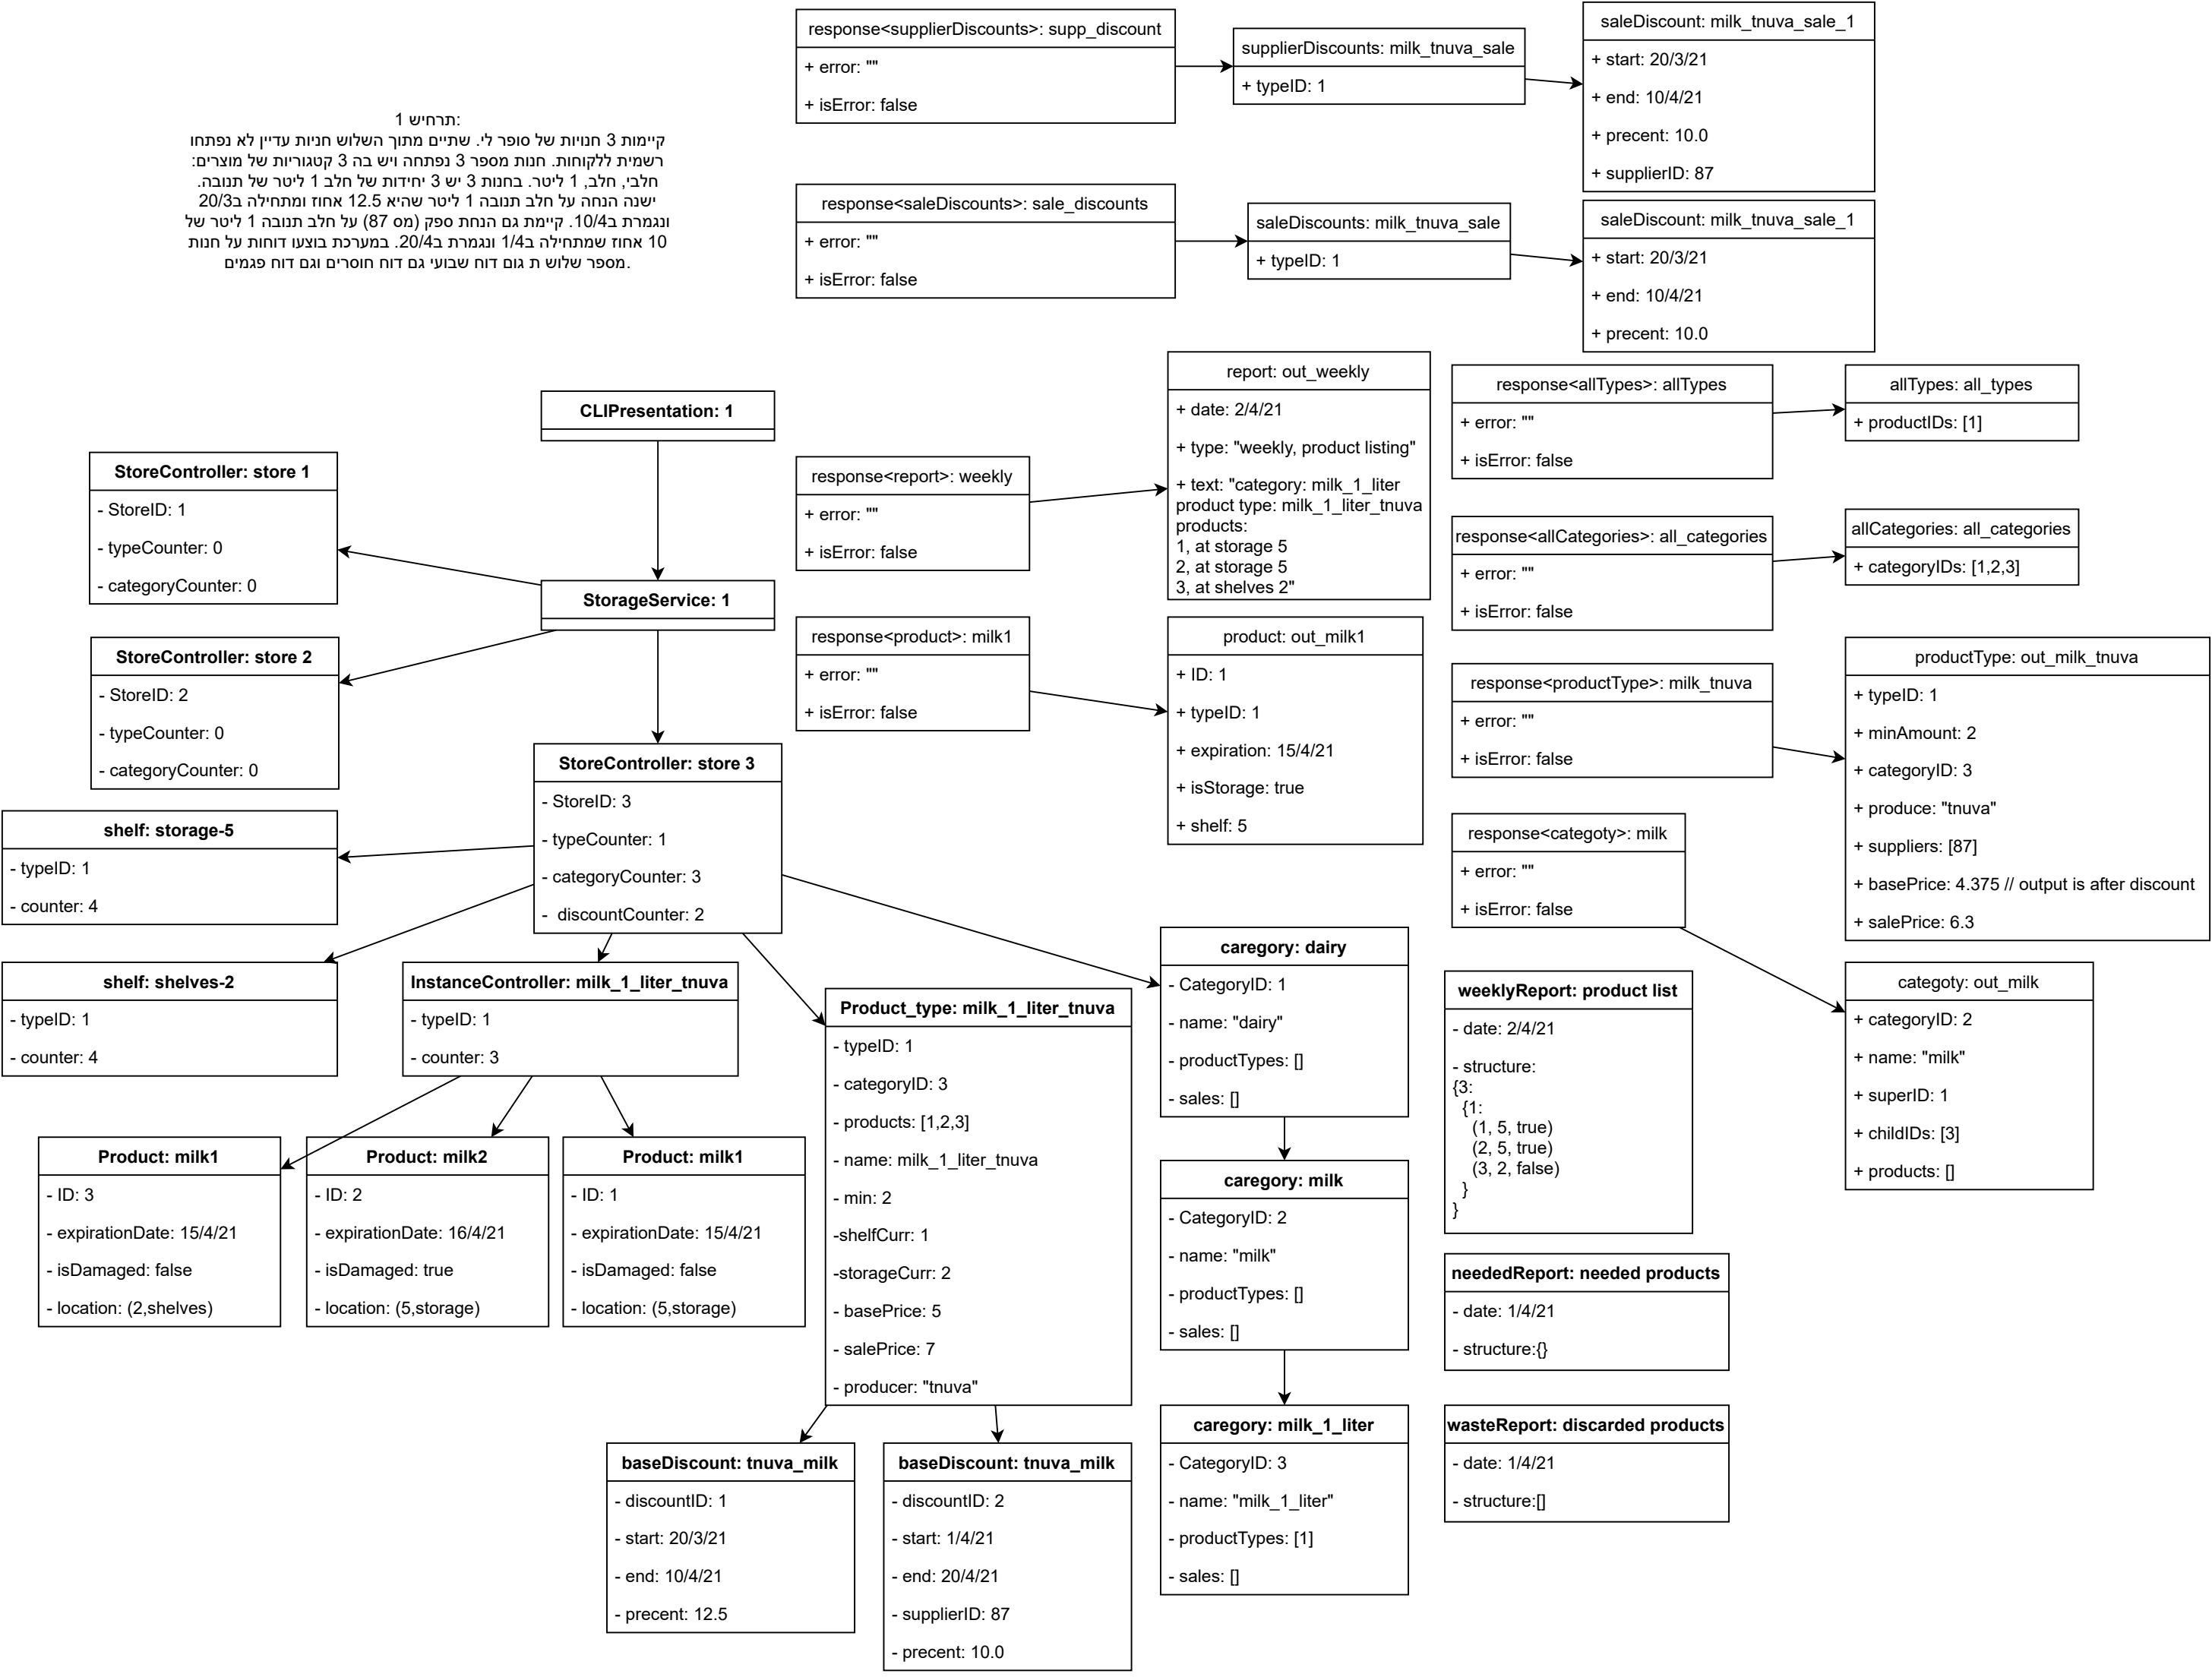 תרחיש 1:
קיימות 3 חנויות של סופר לי. שתיים מתוך השלוש חניות עדיין לא נפתחו
רשמית ללקוחות. חנות מספר 3 נפתחה ויש בה 3 קטגוריות של מוצרים:
חלבי, חלב, 1 ליטר. בחנות 3 יש 3 יחידות של חלב 1 ליטר של תנובה.
ישנה הנחה על חלב תנובה 1 ליטר שהיא 12.5 אחוז ומתחילה ב20/3
ונגמרת ב10/4. קיימת גם הנחת ספק (מס 87) על חלב תנובה 1 ליטר של
10 אחוז שמתחילה ב1/4 ונגמרת ב20/4. במערכת בוצעו דוחות על חנות
מספר שלוש ת גום דוח שבועי גם דוח חוסרים וגם דוח פגמים.
response<supplierDiscounts>: supp_discount
+ error: ""
+ isError: false
supplierDiscounts: milk_tnuva_sale
+ typeID: 1
saleDiscount: milk_tnuva_sale_1
+ start: 20/3/21
+ end: 10/4/21
+ precent: 10.0
+ supplierID: 87
response<saleDiscounts>: sale_discounts
+ error: ""
+ isError: false
saleDiscounts: milk_tnuva_sale
+ typeID: 1
saleDiscount: milk_tnuva_sale_1
+ start: 20/3/21
+ end: 10/4/21
+ precent: 10.0
CLIPresentation: 1
StorageService: 1
StoreController: store 1
- StoreID: 1
- typeCounter: 0
- categoryCounter: 0
StoreController: store 2
- StoreID: 2
- typeCounter: 0
- categoryCounter: 0
StoreController: store 3
- StoreID: 3
- typeCounter: 1
- categoryCounter: 3
- discountCounter: 2
response<report>: weekly
+ error: ""
+ isError: false
report: out_weekly
+ date: 2/4/21
+ type: "weekly, product listing"
+ text: "category: milk_1_liter
product type: milk_1_liter_tnuva
products:
1, at storage 5
2, at storage 5
3, at shelves 2"
response<product>: milk1
+ error: ""
+ isError: false
product: out_milk1
+ ID: 1
+ typeID: 1
+ expiration: 15/4/21
+ isStorage: true
+ shelf: 5
response<allTypes>: allTypes
+ error: ""
+ isError: false
allTypes: all_types
+ productIDs: [1]
response<allCategories>: all_categories
+ error: ""
+ isError: false
allCategories: all_categories
+ categoryIDs: [1,2,3]
response<productType>: milk_tnuva
+ error: ""
+ isError: false
productType: out_milk_tnuva
+ typeID: 1
+ minAmount: 2
+ categoryID: 3
+ produce: "tnuva"
+ suppliers: [87]
+ basePrice: 4.375 // output is after discount
+ salePrice: 6.3
response<categoty>: milk
+ error: ""
+ isError: false
categoty: out_milk
+ categoryID: 2
+ name: "milk"
+ superID: 1
+ childIDs: [3]
+ products: []
shelf: storage-5
- typeID: 1
- counter: 4
shelf: shelves-2
- typeID: 1
- counter: 4
InstanceController: milk_1_liter_tnuva
- typeID: 1
- counter: 3
Product: milk1
- ID: 3
- expirationDate: 15/4/21
- isDamaged: false
- location: (2,shelves)
Product: milk2
- ID: 2
- expirationDate: 16/4/21
- isDamaged: true
- location: (5,storage)
Product: milk1
- ID: 1
- expirationDate: 15/4/21
- isDamaged: false
- location: (5,storage)
Product_type: milk_1_liter_tnuva
- typeID: 1
- categoryID: 3
- products: [1,2,3]
- name: milk_1_liter_tnuva
- min: 2
-shelfCurr: 1
-storageCurr: 2
- basePrice: 5
- salePrice: 7
- producer: "tnuva"
baseDiscount: tnuva_milk
- discountID: 1
- start: 20/3/21
- end: 10/4/21
- precent: 12.5
baseDiscount: tnuva_milk
- discountID: 2
- start: 1/4/21
- end: 20/4/21
- supplierID: 87
- precent: 10.0
caregory: dairy
- CategoryID: 1
- name: "dairy"
- productTypes: []
- sales: []
caregory: milk
- CategoryID: 2
- name: "milk"
- productTypes: []
- sales: []
caregory: milk_1_liter
- CategoryID: 3
- name: "milk_1_liter"
- productTypes: [1]
- sales: []
weeklyReport: product list
- date: 2/4/21
- structure:
{3:
{1:
(1, 5, true)
(2, 5, true)
(3, 2, false)
}
}
neededReport: needed products
- date: 1/4/21
- structure:{}
wasteReport: discarded products
- date: 1/4/21
- structure:[]